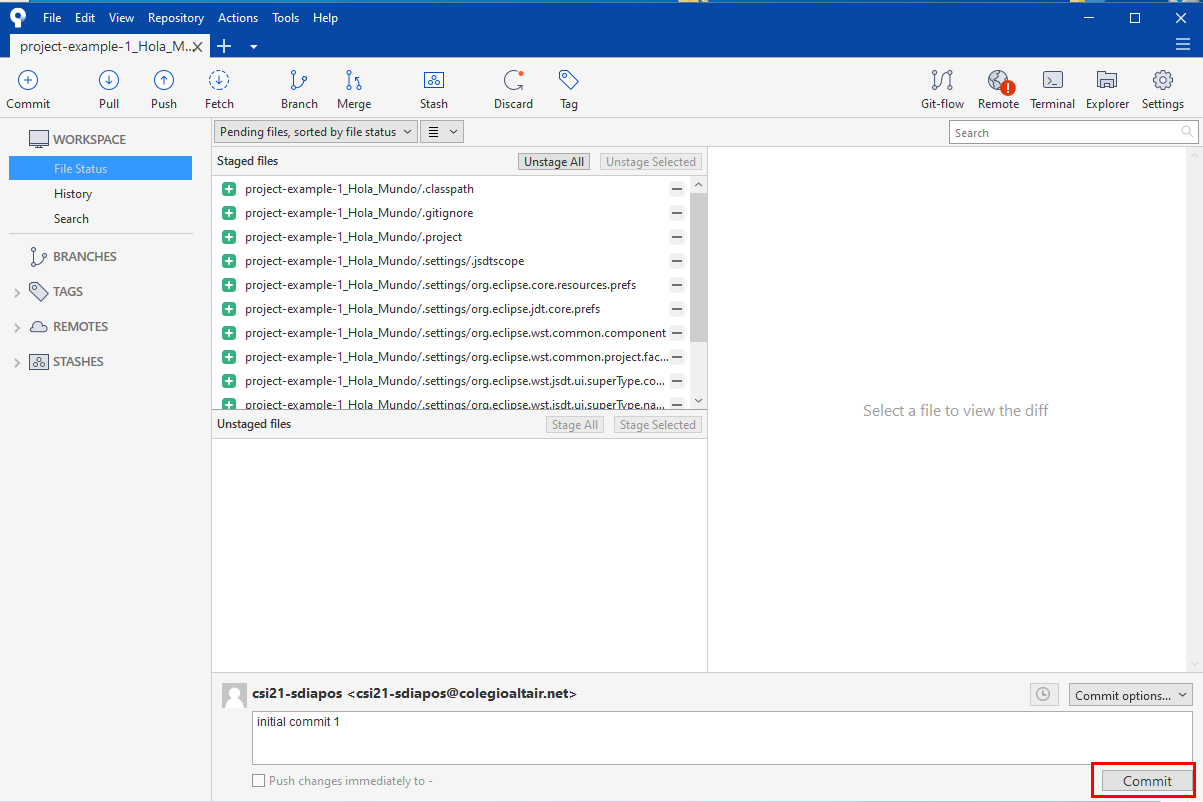 File Edit View Repository Actions Tools Help
project-example-1_Hola_M...
Commit Pull Push Fetch Branch Merge Stash Discard Tag Git-flow Remote Terminal Explorer Settings
WORKSPACE
File Status
History
Search
BRANCHES
TAGS
REMOTES
STASHES
Pending files, sorted by file status
Search
Staged files Unstage All Unstage Selected
project-example-1_Hola_Mundo/.classpath
project-example-1_Hola_Mundo/.gitignore
project-example-1_Hola_Mundo/.project
project-example-1_Hola_Mundo/.settings/.jsdtscope
project-example-1_Hola_Mundo/.settings/org.eclipse.core.resources.prefs
project-example-1_Hola_Mundo/.settings/org.eclipse.jdt.core.prefs
project-example-1_Hola_Mundo/.settings/org.eclipse.wst.common.component
project-example-1_Hola_Mundo/.settings/org.eclipse.wst.common.project.fac...
project-example-1_Hola_Mundo/.settings/org.eclipse.wst.jsdt.ui.superType.co...
project-example-1_Hola_Mundo/.settings/org.eclipse.wst.jsdt.ui.superType.na...
Unstaged files Stage All Stage Selected
Select a file to view the diff
csi21-sdiapos <csi21-sdiapos@colegioaltair.net>
Commit options...
initial commit 1
Push changes immediately to -
Commit